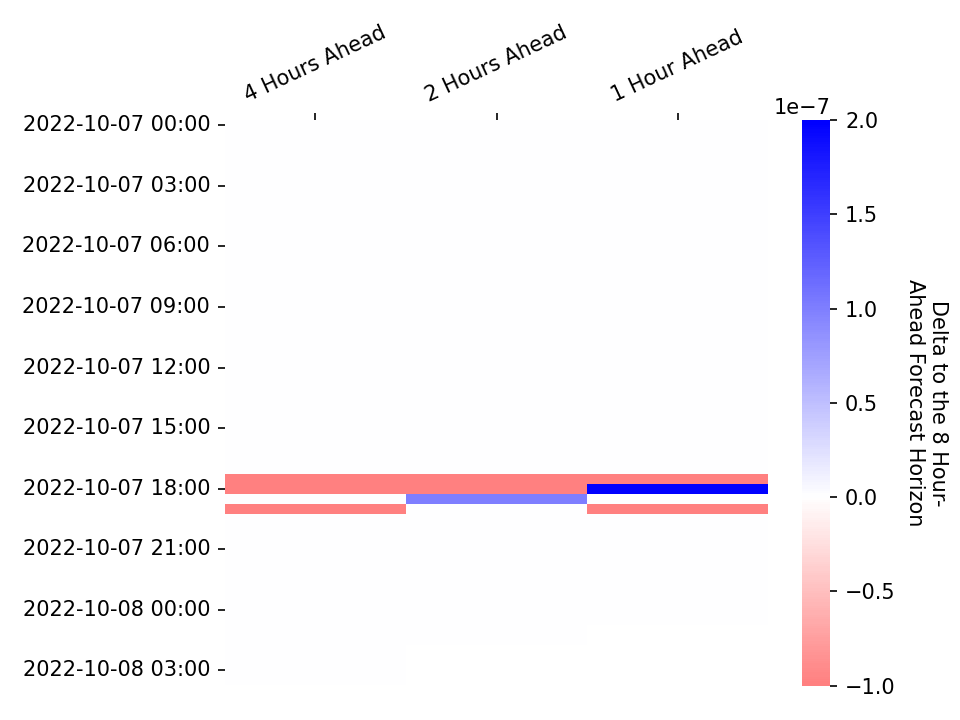 4 Hours Ahead
2 Hours Ahead
1 Hour Ahead
1e−7
2022-10-07 00:00
2022-10-07 03:00
2022-10-07 06:00
2022-10-07 09:00
2022-10-07 12:00
2022-10-07 15:00
2022-10-07 18:00
2022-10-07 21:00
2022-10-08 00:00
2022-10-08 03:00
2.0
1.5
1.0
0.5
0.0
−0.5
−1.0
Delta to the 8 Hour-
Ahead Forecast Horizon